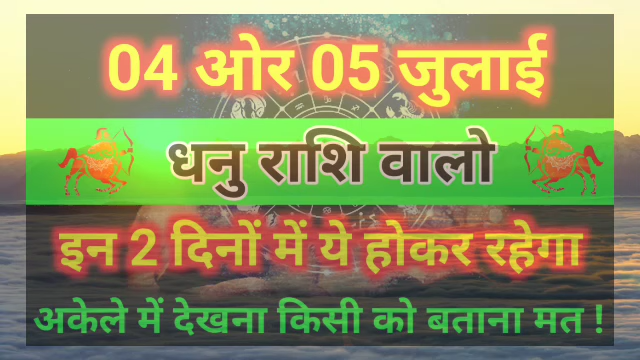 04 ओर 05 जुलाई
धनु राशि वालो
इन 2 दिनों में ये होकर रहेगा
अकेले में देखना किसी को बताना मत !